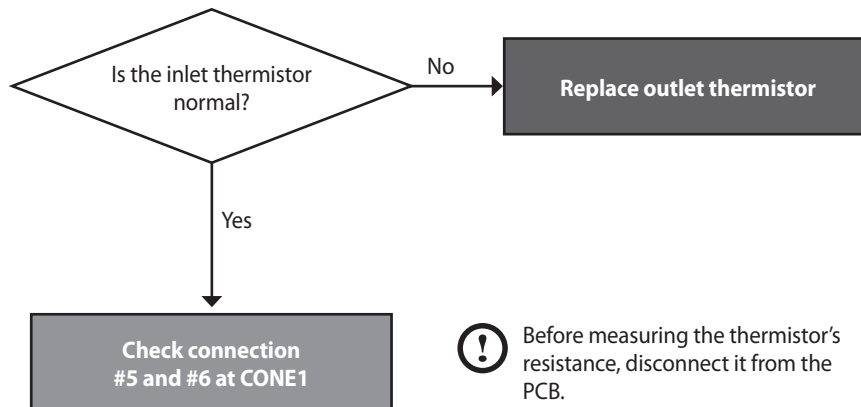 Is the inlet thermistor
normal?
No
Replace outlet thermistor
Yes
Check connection
#5 and #6 at CONE1
!
Before measuring the thermistor’s
resistance, disconnect it from the
PCB.